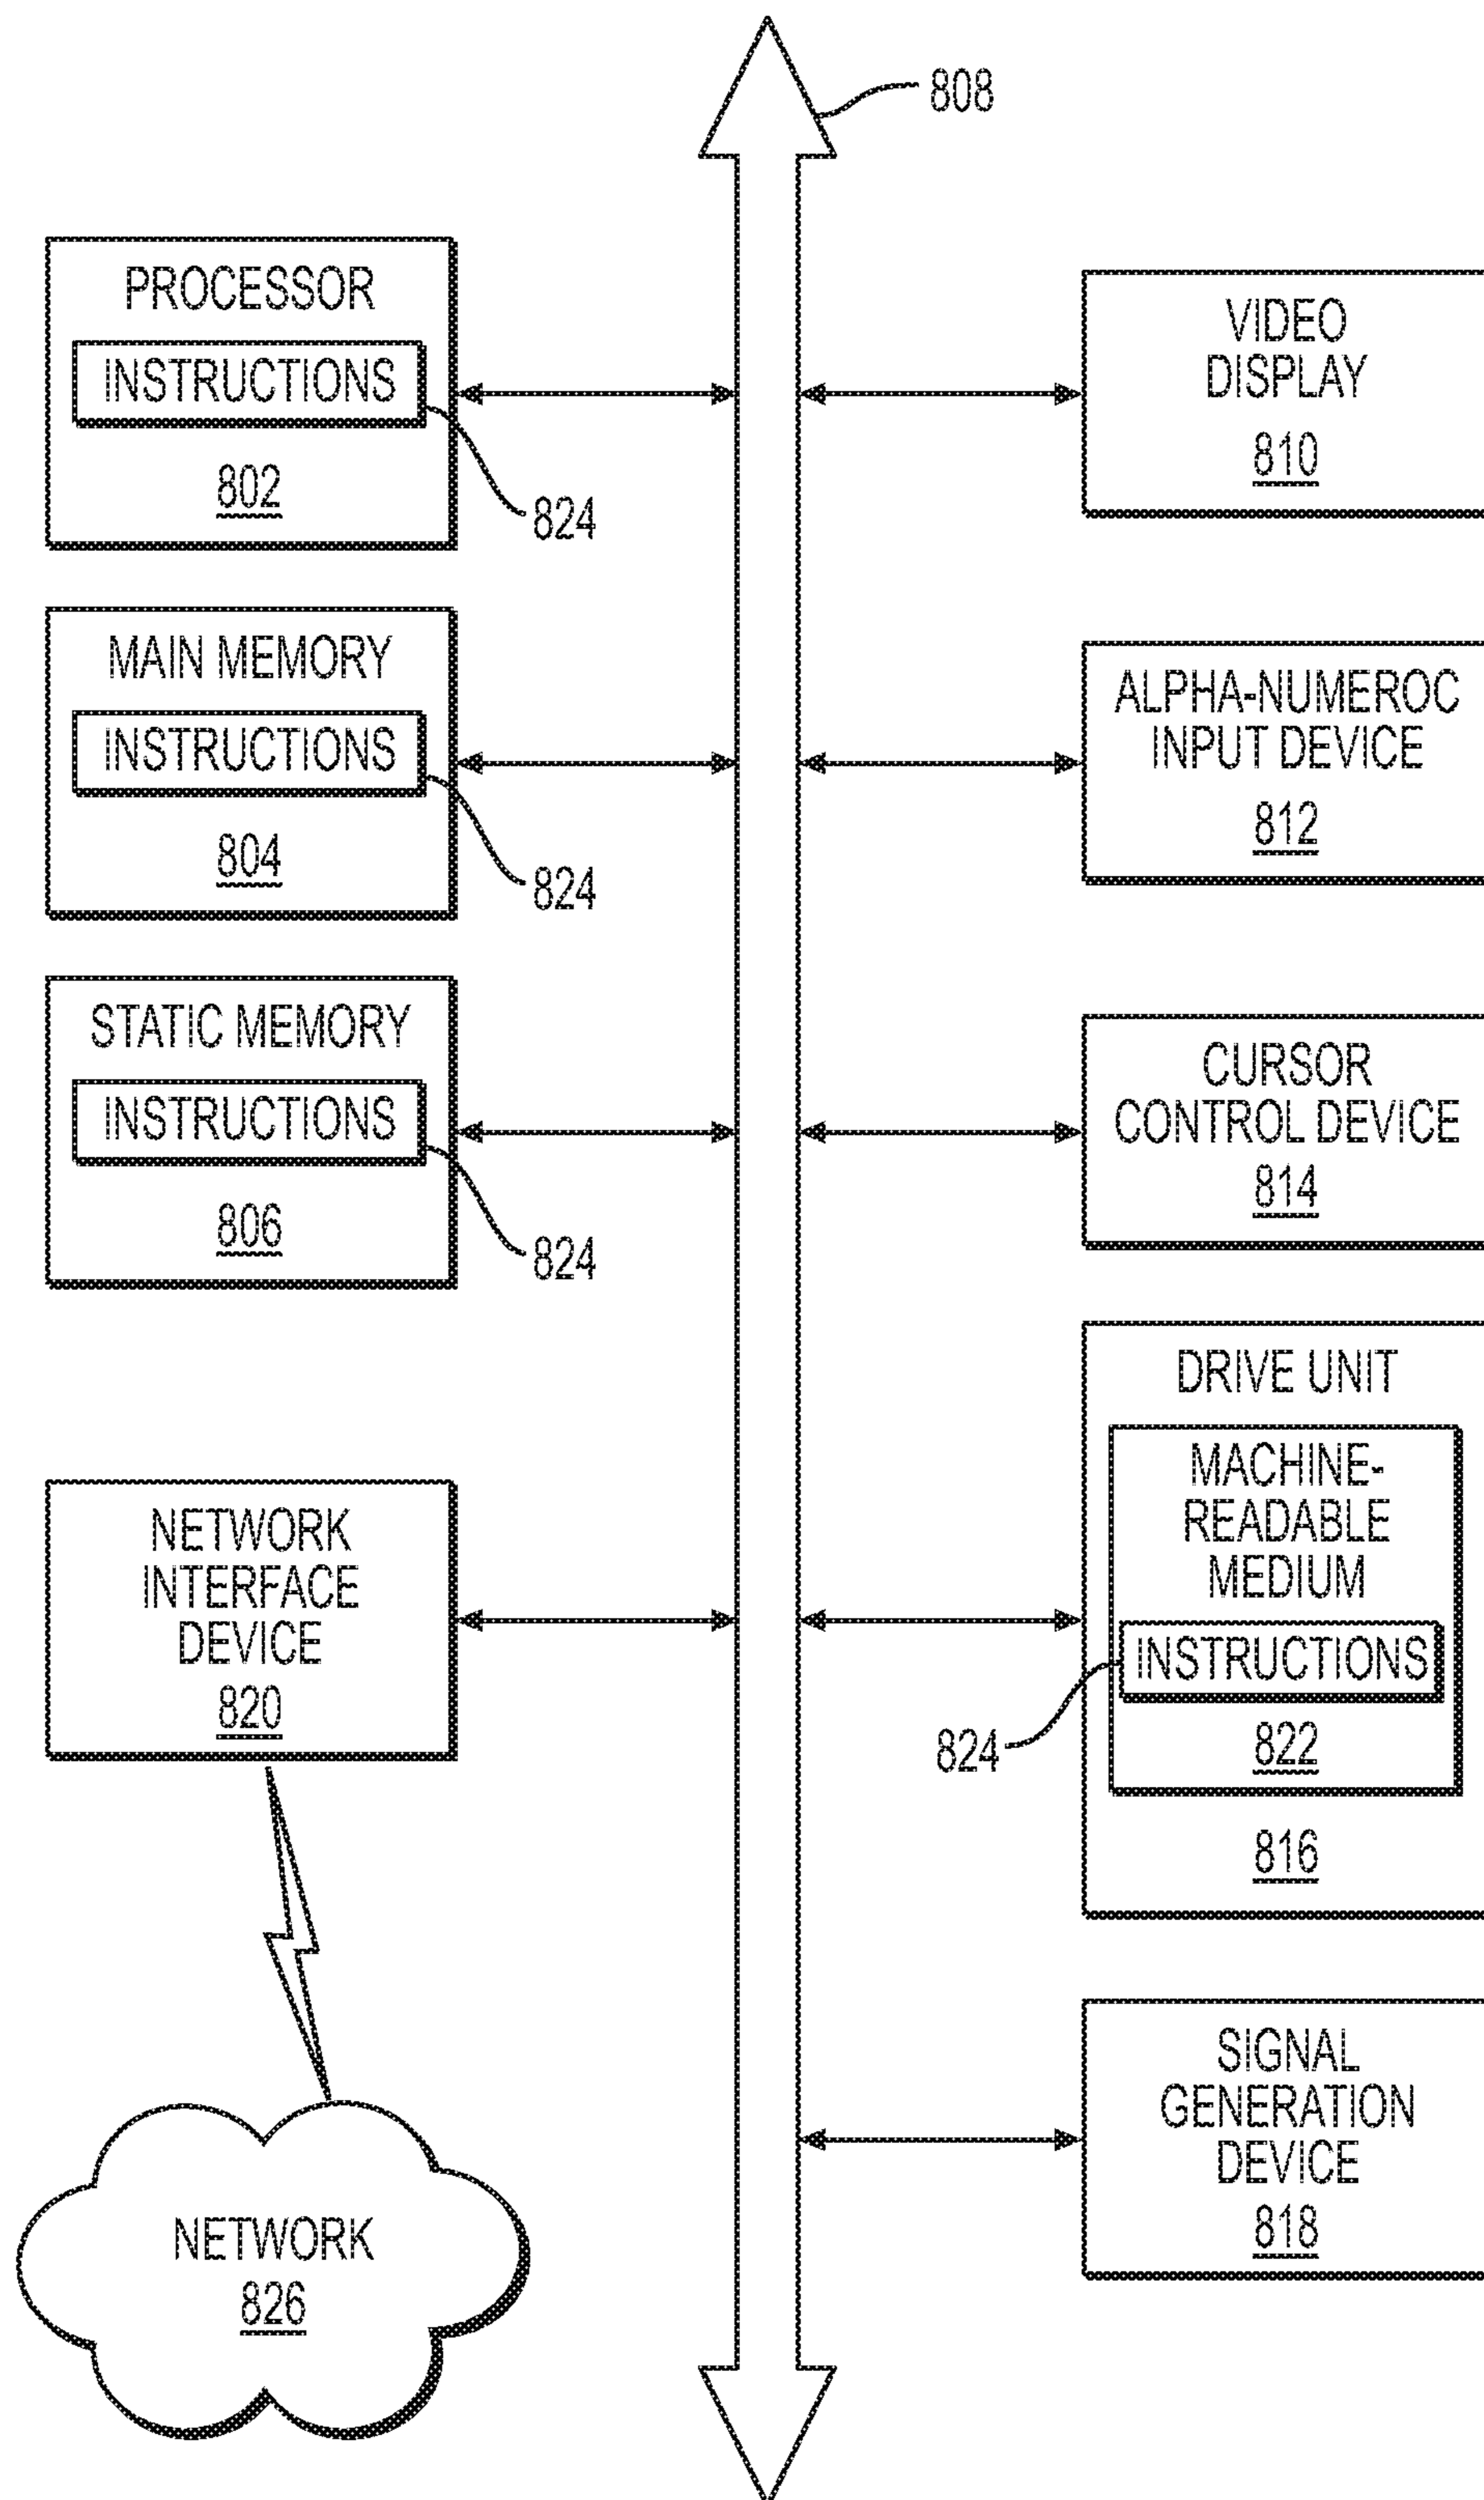 808
PROCESSOR
INSTRUCTIONS
802
824
MAIN MEMORY
INSTRUCTIONS
804
824
STATIC MEMORY
INSTRUCTIONS
806
824
NETWORK
INTERFACE
DEVICE
820
NETWORK
826
VIDEO
DISPLAY
810
ALPHA-NUMEROC
INPUT DEVICE
812
CURSOR
CONTROL DEVICE
814
DRIVE UNIT
MACHINE-
READABLE
MEDIUM
INSTRUCTIONS
824
822
816
SIGNAL
GENERATION
DEVICE
818